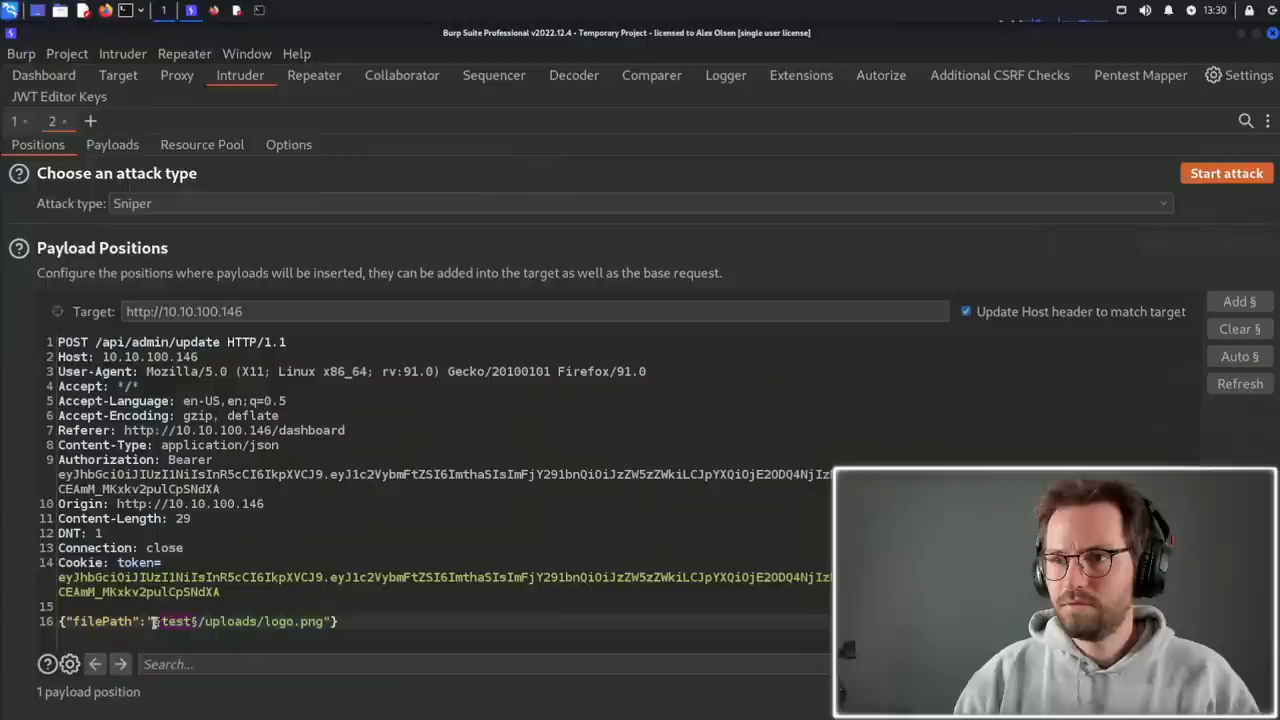 13:30
Burp Suite Professional v2022.12.4 - Temporary Project - licensed to Alex Olsen [single user license]
Burp Project Intruder Repeater Window Help
Dashboard Target Proxy Intruder Repeater Collaborator Sequencer Decoder Comparer Logger Extensions Autorize Additional CSRF Checks Pentest Mapper Settings
JWT Editor Keys
1 × 2 × +
Positions Payloads Resource Pool Options
Choose an attack type
Start attack
Attack type: Sniper
Payload Positions
Configure the positions where payloads will be inserted, they can be added into the target as well as the base request.
Target: http://10.10.100.146
Update Host header to match target
Add §
Clear §
Auto §
Refresh
1 POST /api/admin/update HTTP/1.1
2 Host: 10.10.100.146
3 User-Agent: Mozilla/5.0 (X11; Linux x86_64; rv:91.0) Gecko/20100101 Firefox/91.0
4 Accept: */*
5 Accept-Language: en-US,en;q=0.5
6 Accept-Encoding: gzip, deflate
7 Referer: http://10.10.100.146/dashboard
8 Content-Type: application/json
9 Authorization: Bearer
10 Origin: http://10.10.100.146
11 Content-Length: 29
12 DNT: 1
13 Connection: close
14 Cookie: token=
15
16 {"filePath":"§test§/uploads/logo.png"}
Search...
1 payload position